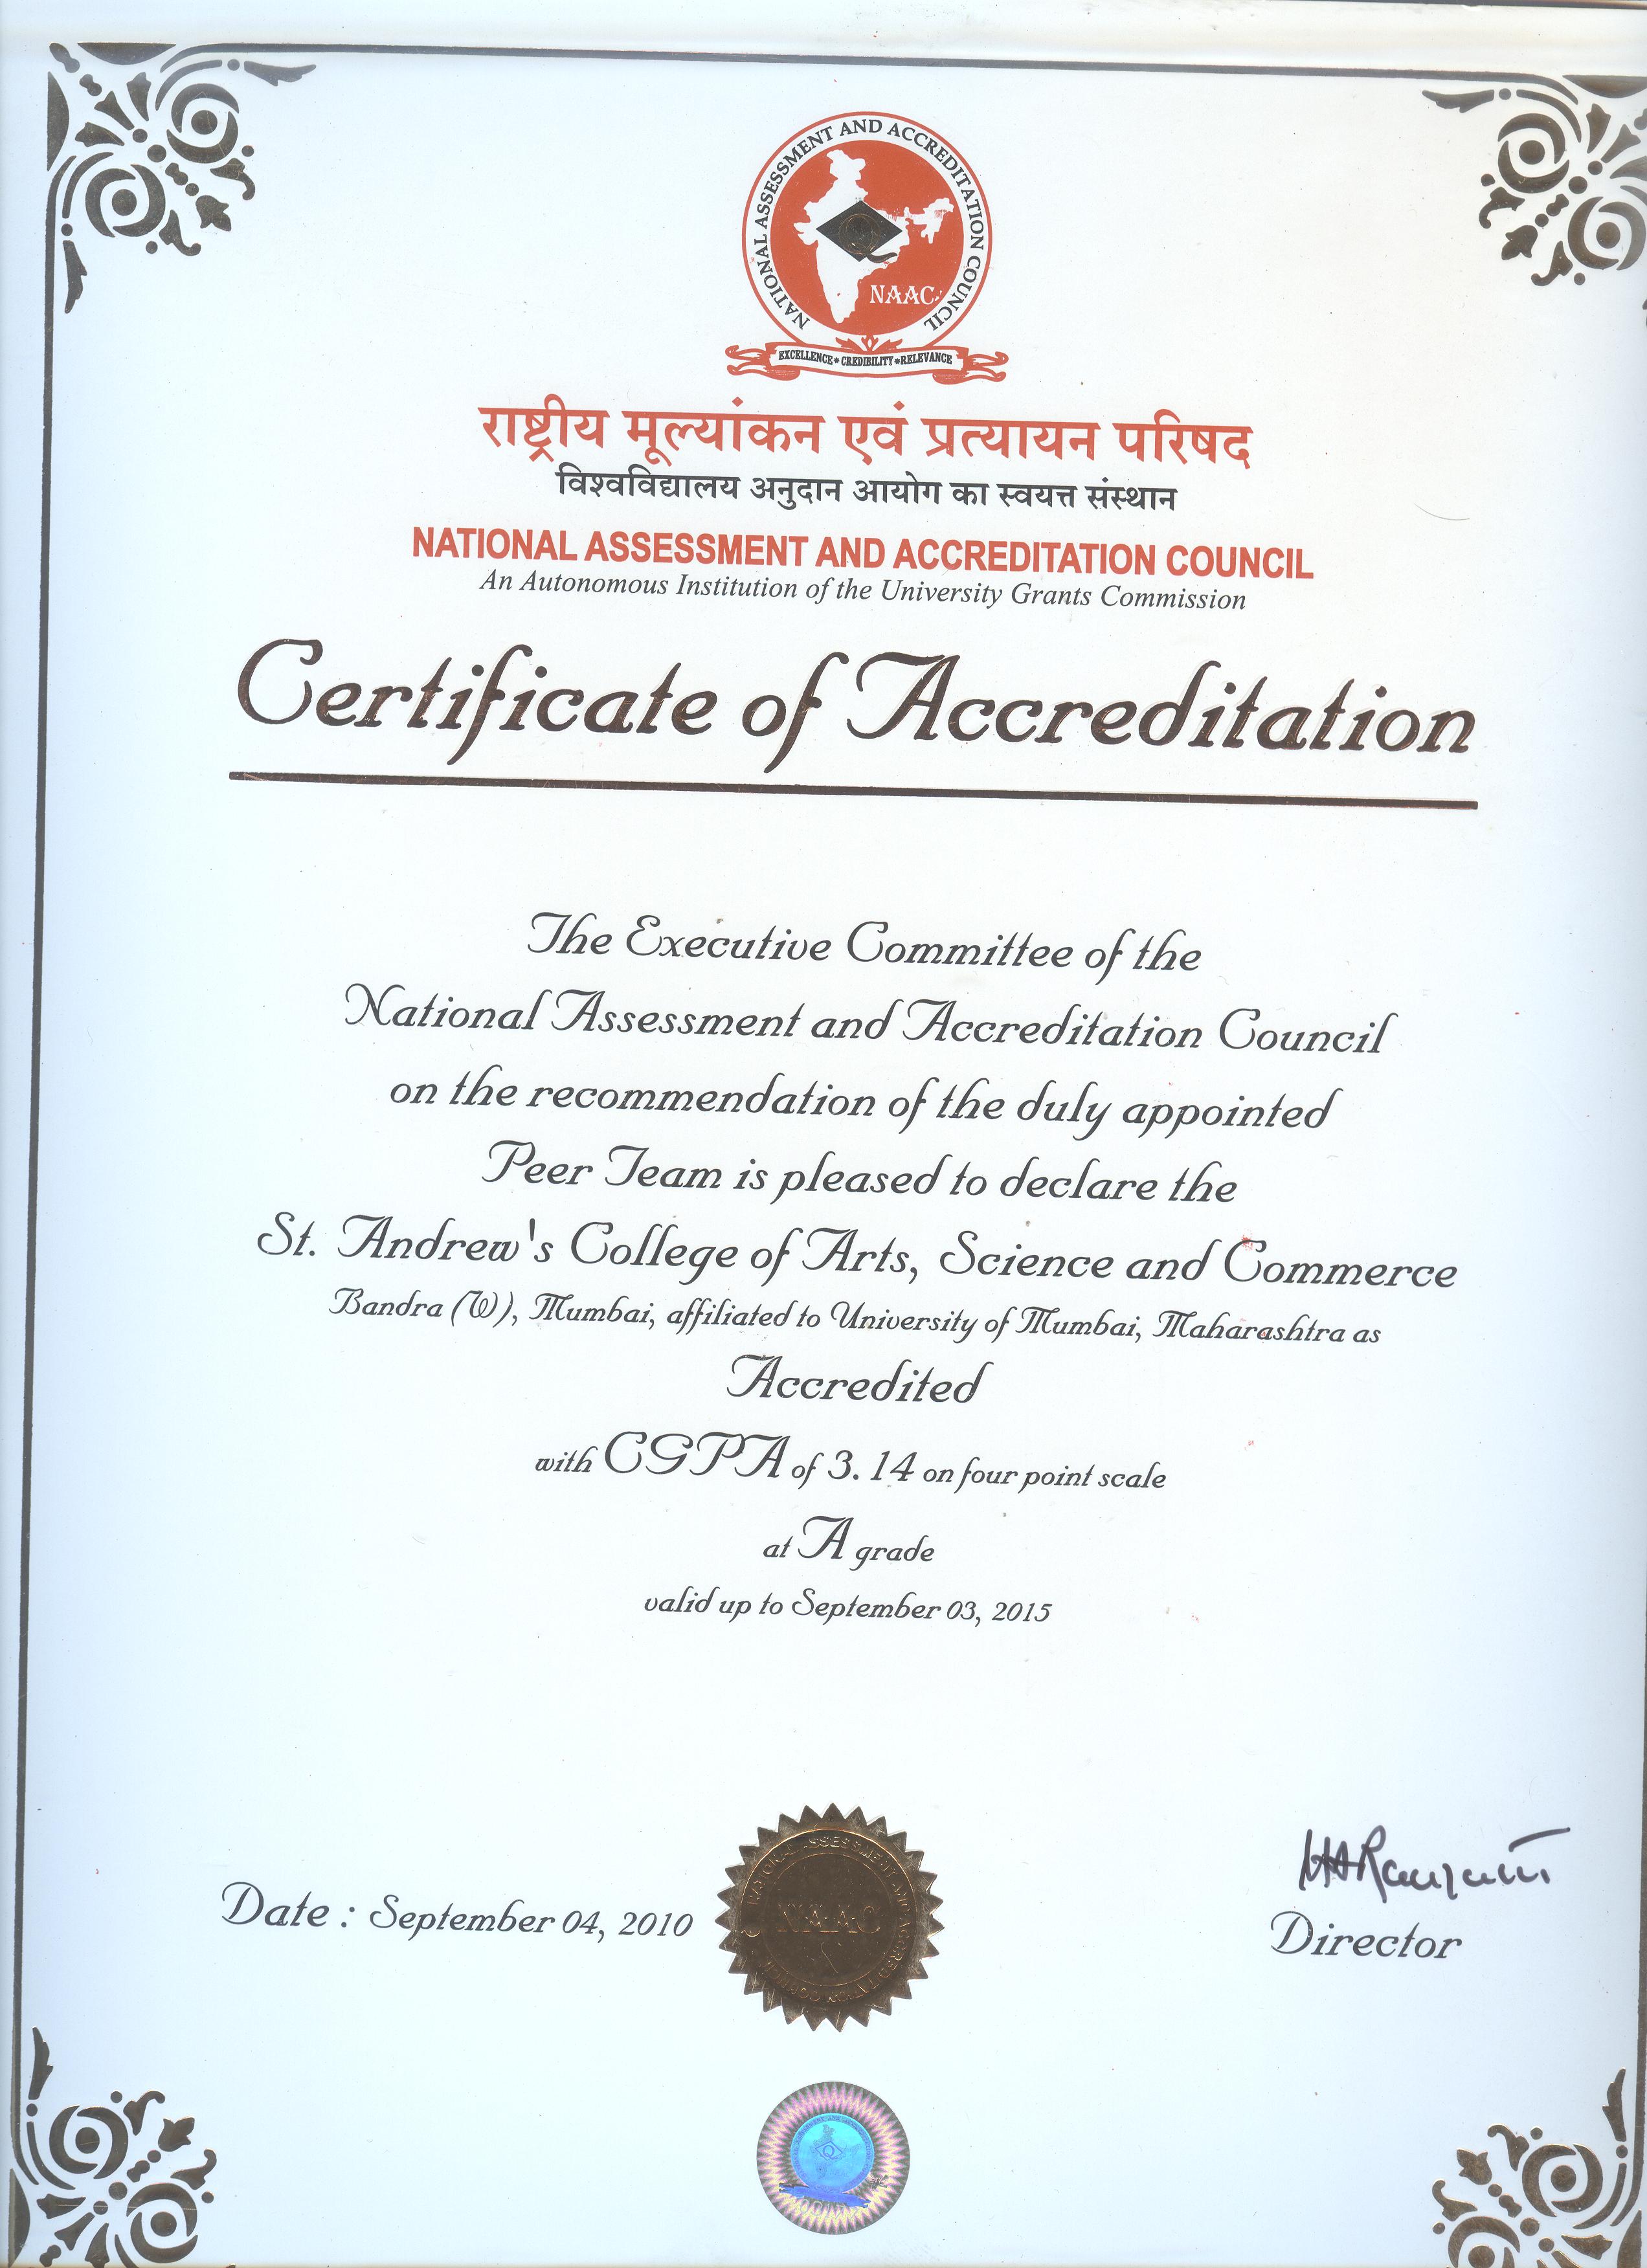 NATIONAL ASSESSMENT AND ACCREDITATION COUNCIL
NAAC
EXCELLENCE * CREDIBILITY * RELEVANCE
राष्ट्रीय मूल्यांकन एवं प्रत्यायन परिषद
विश्वविद्यालय अनुदान आयोग का स्वयत्त संस्थान
NATIONAL ASSESSMENT AND ACCREDITATION COUNCIL
An Autonomous Institution of the University Grants Commission
Certificate of Accreditation
The Executive Committee of the
National Assessment and Accreditation Council
on the recommendation of the duly appointed
Peer Team is pleased to declare the
St. Andrew's College of Arts, Science and Commerce
Bandra (W), Mumbai, affiliated to University of Mumbai, Maharashtra as
Accredited
with CGPA of 3.14 on four point scale
at A grade
valid up to September 03, 2015
NATIONAL ASSESSMENT AND ACCREDITATION COUNCIL
NAAC
Date : September 04, 2010
Director